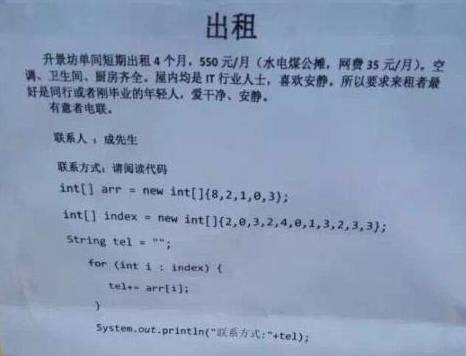 出租
升景坊单间短期出租 4 个月，550 元/月（水电煤公摊，网费 35 元/月）。空
调、卫生间、厨房齐全。屋内均是 IT 行业人士，喜欢安静。所以要求来租者最
好是同行或者刚毕业的年轻人，爱干净、安静。
有意者电联。
联系人：成先生
联系方式：请阅读代码
int[] arr = new int[]{8,2,1,0,3};
int[] index = new int[]{2,0,3,2,4,0,1,3,2,3,3};
String tel = "";
for (int i : index) {
tel+= arr[i];
}
System.out.println("联系方式:"+tel);